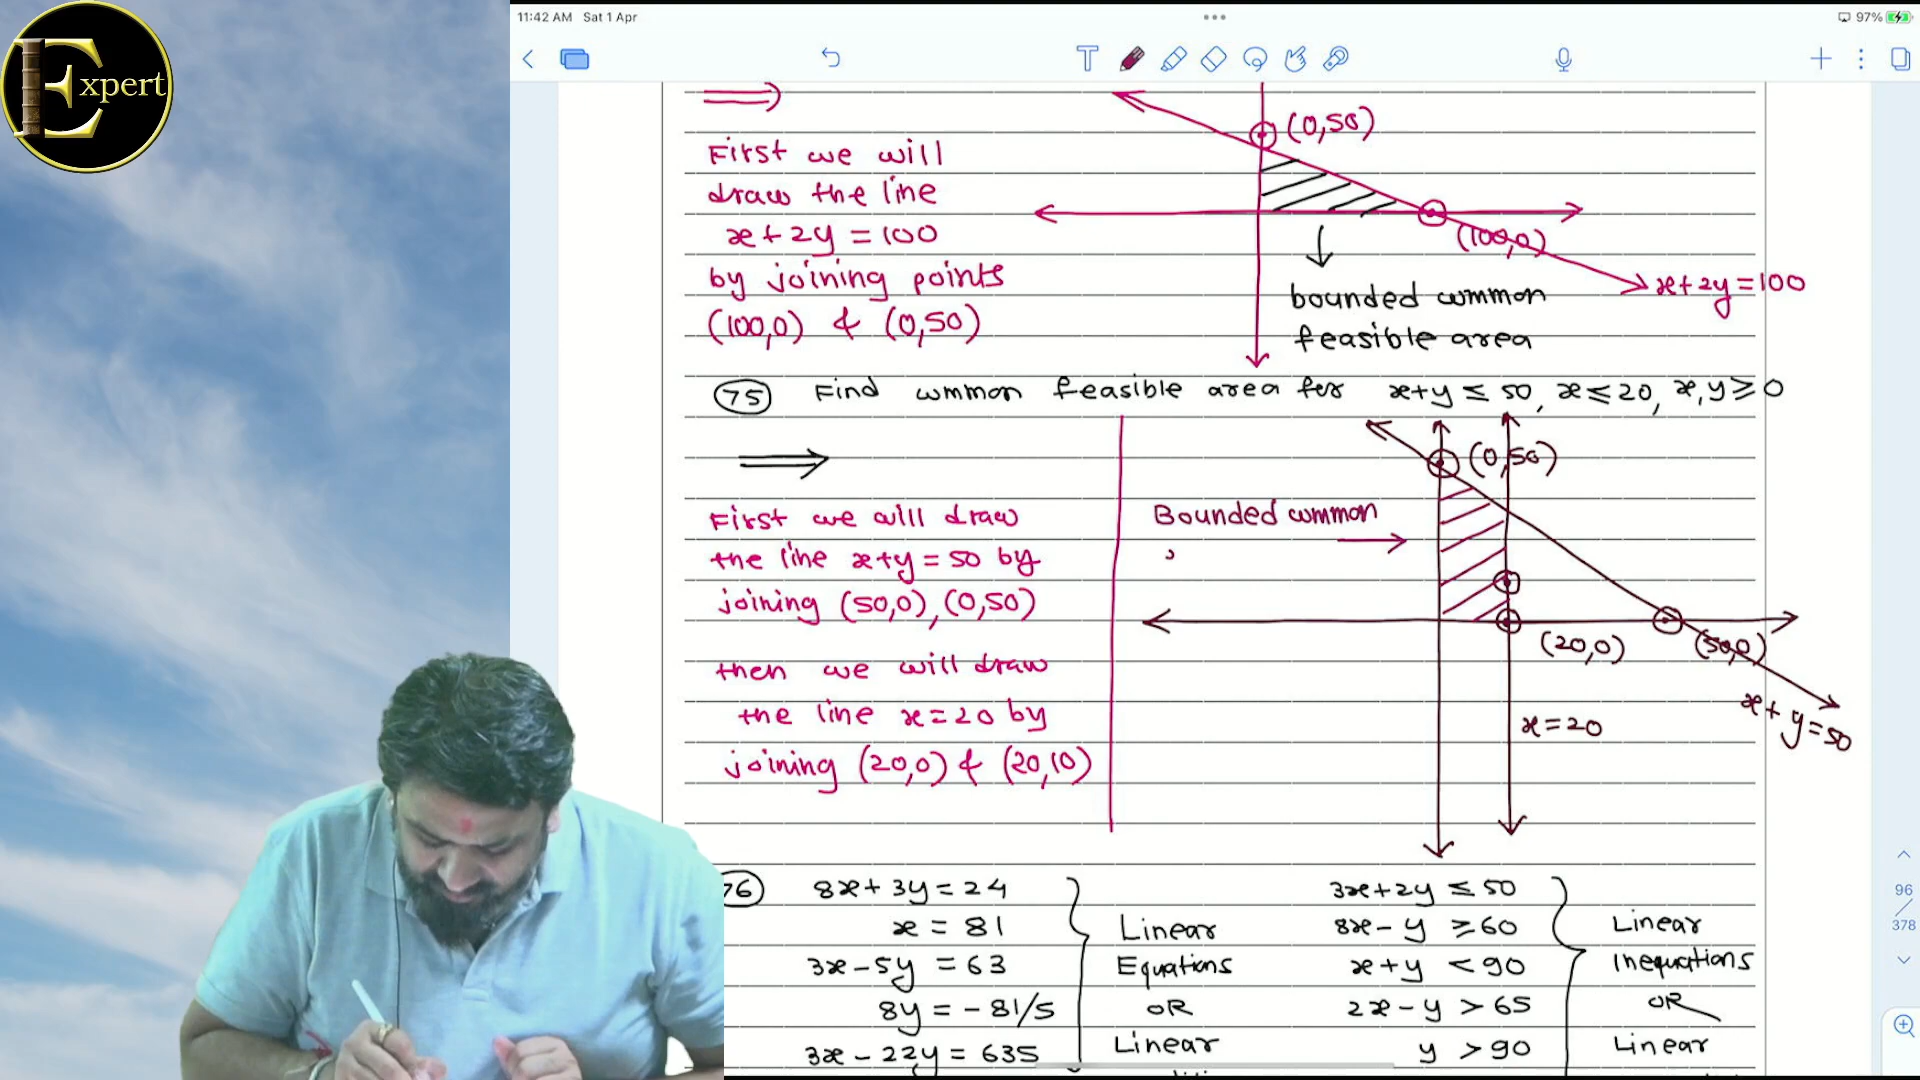 Expert
11:42 AM Sat 1 Apr
97%
(0,50)
First we will
draw the line
x+2y=100
by joining points
(100,0) & (0,50)
(100,0)
x+2y=100
bounded common
feasible area
75 Find common feasible area for x+y≤50, x≤20, x,y≥0
First we will draw
the line x+y=50 by
joining (50,0), (0,50)
then we will draw
the line x=20 by
joining (20,0) & (20,10)
Bounded common
(0,50)
(20,0)
(50,0)
x=20
x+y=50
76
8x+3y=24
x=81
3x-5y=63
8y=-81/5
3x-22y=635
Linear
Equations
OR
Linear
3x+2y≤50
8x-y≥60
x+y<90
2x-y>65
y>90
Linear
Inequations
OR
Linear
96
/
378